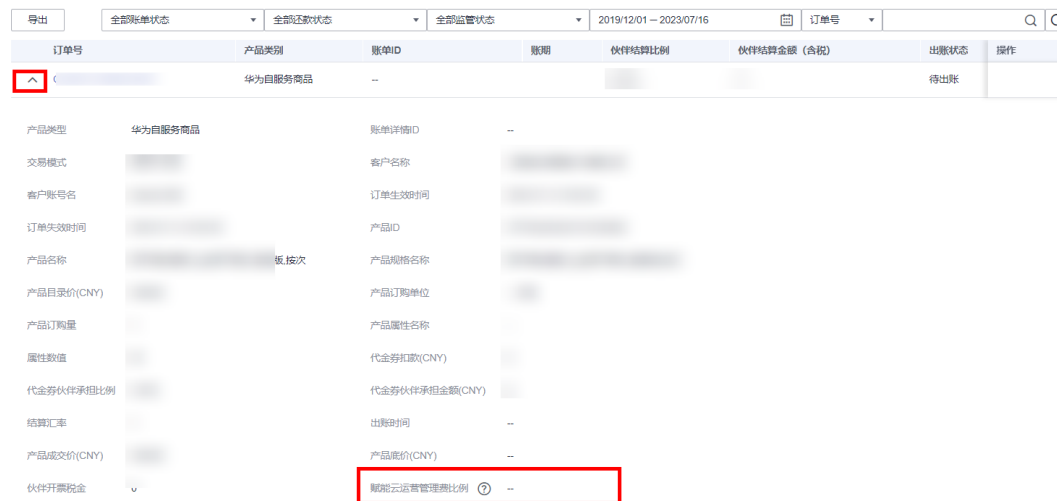 导出 全部账单状态 全部还款状态 全部监管状态 2019/12/01 — 2023/07/16 订单号
订单号 产品类别 账单ID 账期 伙伴结算比例 伙伴结算金额（含税） 出账状态 操作
华为自服务商品 -- 待出账
产品类型 华为自服务商品 账单详情ID --
交易模式 客户名称
客户账号名 订单生效时间
订单失效时间 产品ID
产品名称 版,按次 产品规格名称
产品目录价(CNY) 产品订购单位
产品订购量 产品属性名称
属性数值 代金券扣款(CNY)
代金券伙伴承担比例 代金券伙伴承担金额(CNY)
结算汇率 出账时间 --
产品成交价(CNY) 产品底价(CNY) --
伙伴开票税金 0 赋能云运营管理费比例 ? --